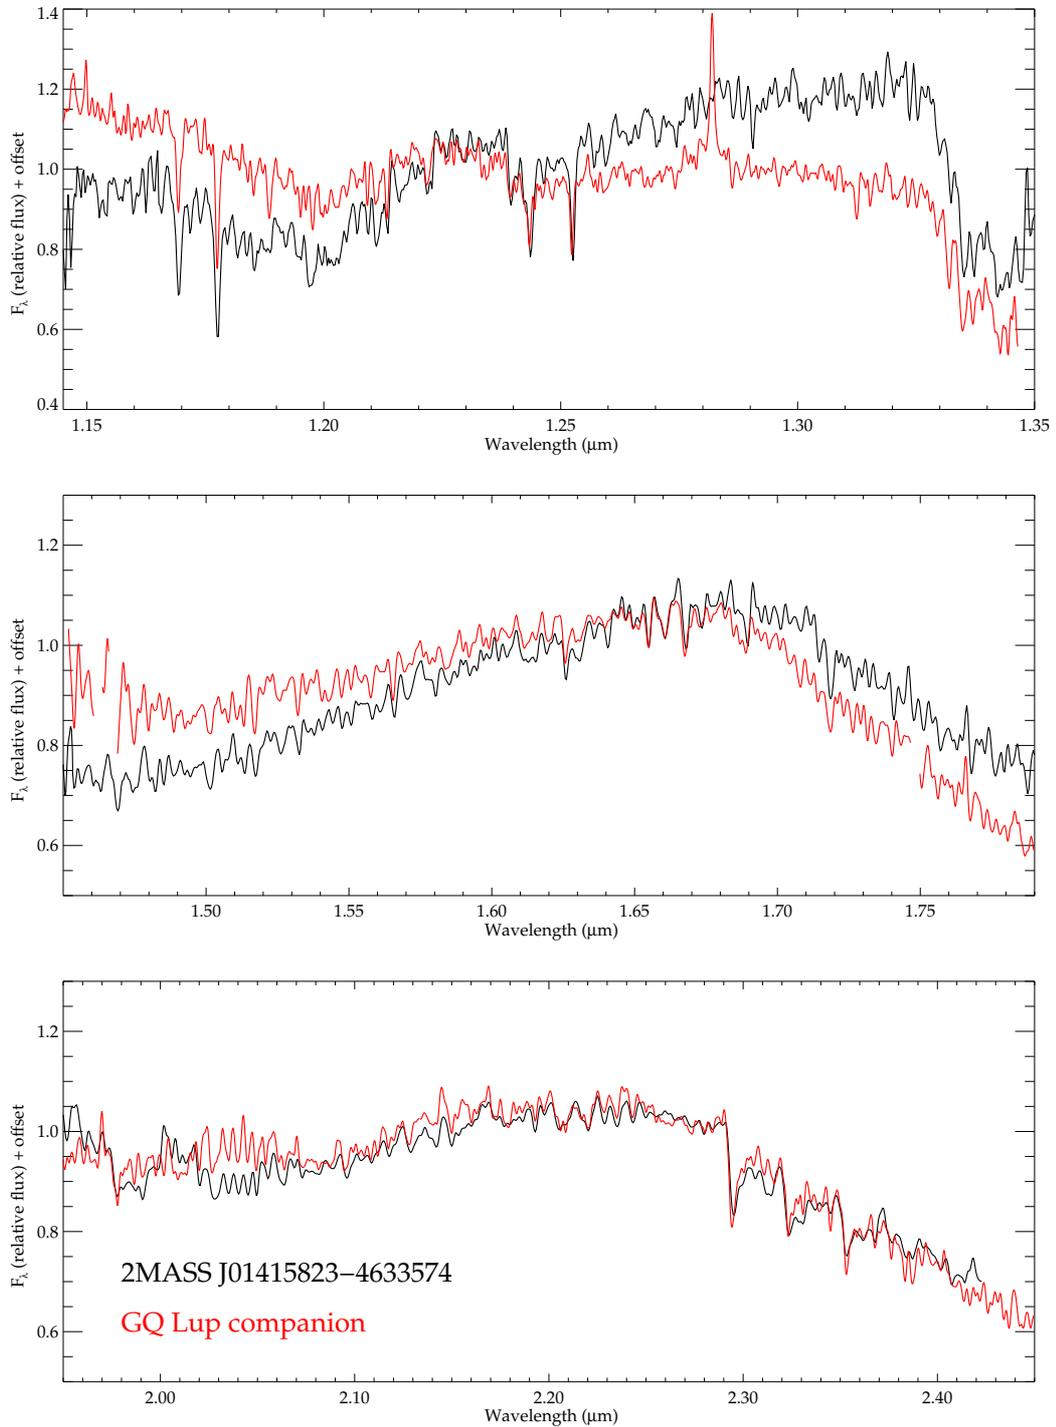 1.4
1.2
1.0
0.8
0.6
0.4
F_λ (relative flux) + offset
1.15 1.20 1.25 1.30 1.35
Wavelength (μm)
1.2
1.0
0.8
0.6
F_λ (relative flux) + offset
1.50 1.55 1.60 1.65 1.70 1.75
Wavelength (μm)
1.2
1.0
0.8
0.6
F_λ (relative flux) + offset
2MASS J01415823−4633574
GQ Lup companion
2.00 2.10 2.20 2.30 2.40
Wavelength (μm)